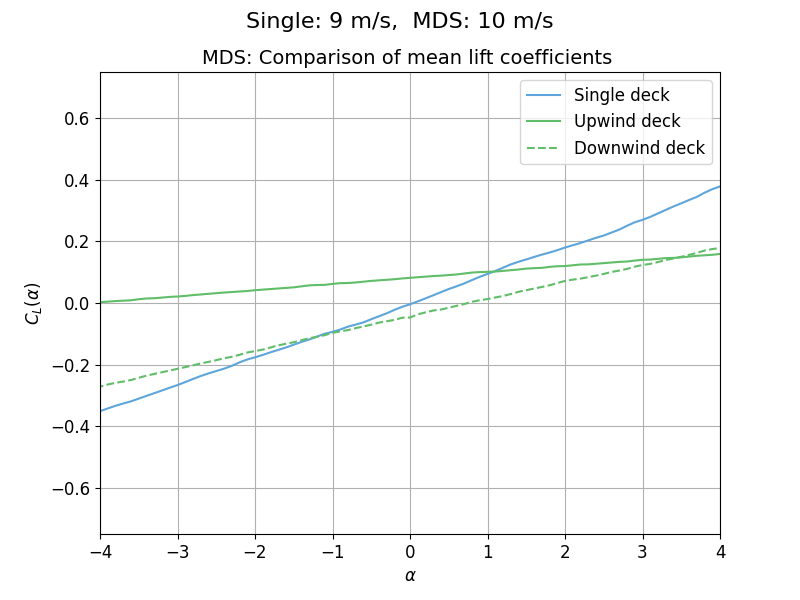 Single: 9 m/s,  MDS: 10 m/s
MDS: Comparison of mean lift coefficients
Single deck
Upwind deck
Downwind deck
0.6
0.4
0.2
0.0
−0.2
−0.4
−0.6
C_L(α)
−4 −3 −2 −1 0 1 2 3 4
α